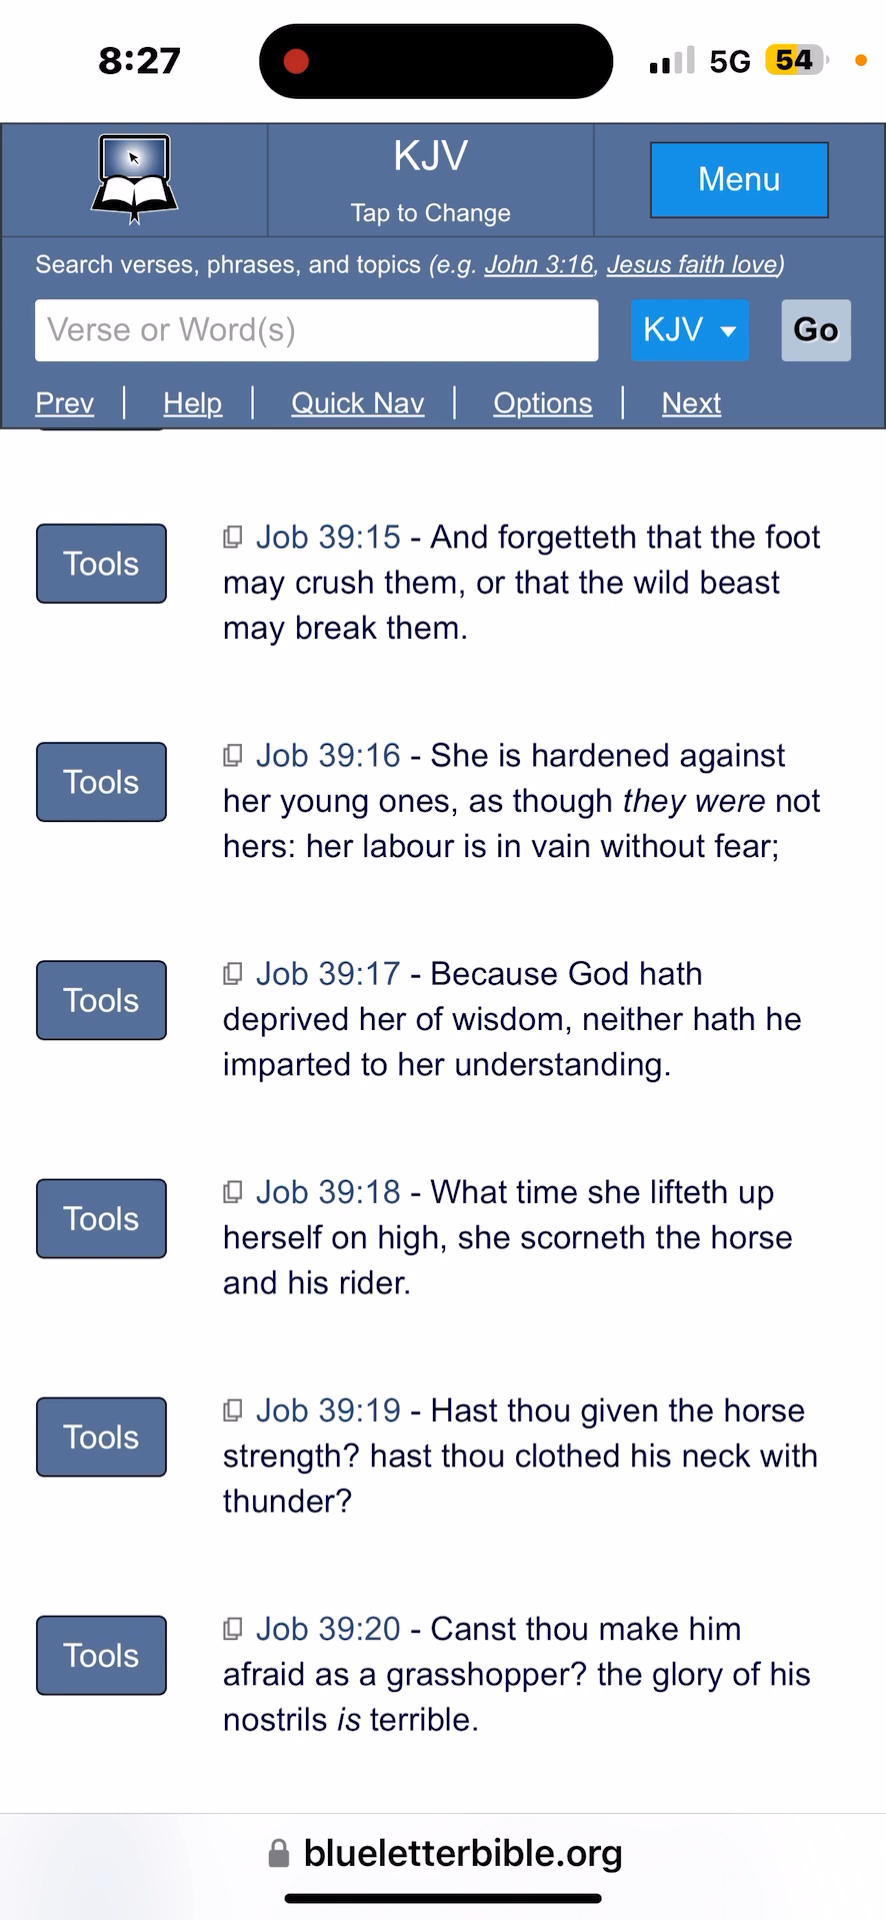 8:27
5G
54
KJV
Tap to Change
Menu
Search verses, phrases, and topics (e.g. John 3:16, Jesus faith love)
Verse or Word(s)
KJV
Go
Prev | Help | Quick Nav | Options | Next
Tools
Job 39:15 - And forgetteth that the foot
may crush them, or that the wild beast
may break them.
Tools
Job 39:16 - She is hardened against
her young ones, as though they were not
hers: her labour is in vain without fear;
Tools
Job 39:17 - Because God hath
deprived her of wisdom, neither hath he
imparted to her understanding.
Tools
Job 39:18 - What time she lifteth up
herself on high, she scorneth the horse
and his rider.
Tools
Job 39:19 - Hast thou given the horse
strength? hast thou clothed his neck with
thunder?
Tools
Job 39:20 - Canst thou make him
afraid as a grasshopper? the glory of his
nostrils is terrible.
blueletterbible.org